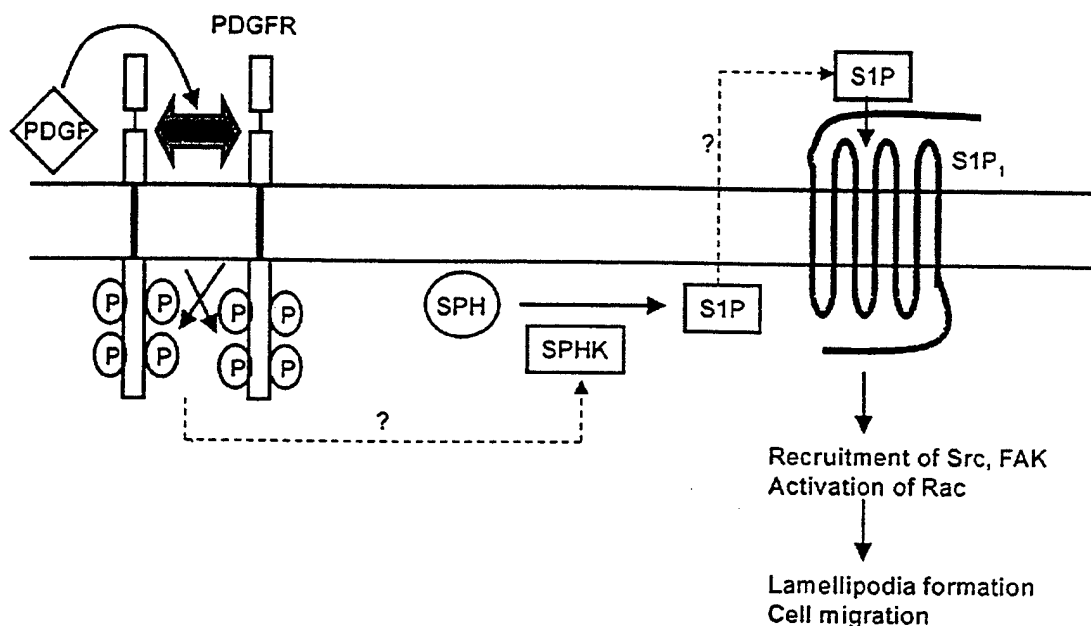 PDGFR
PDGF
S1P
?
S1P1
P P P P
P P P P
SPH
S1P
SPHK
?
Recruitment of Src, FAK
Activation of Rac
Lamellipodia formation
Cell migration